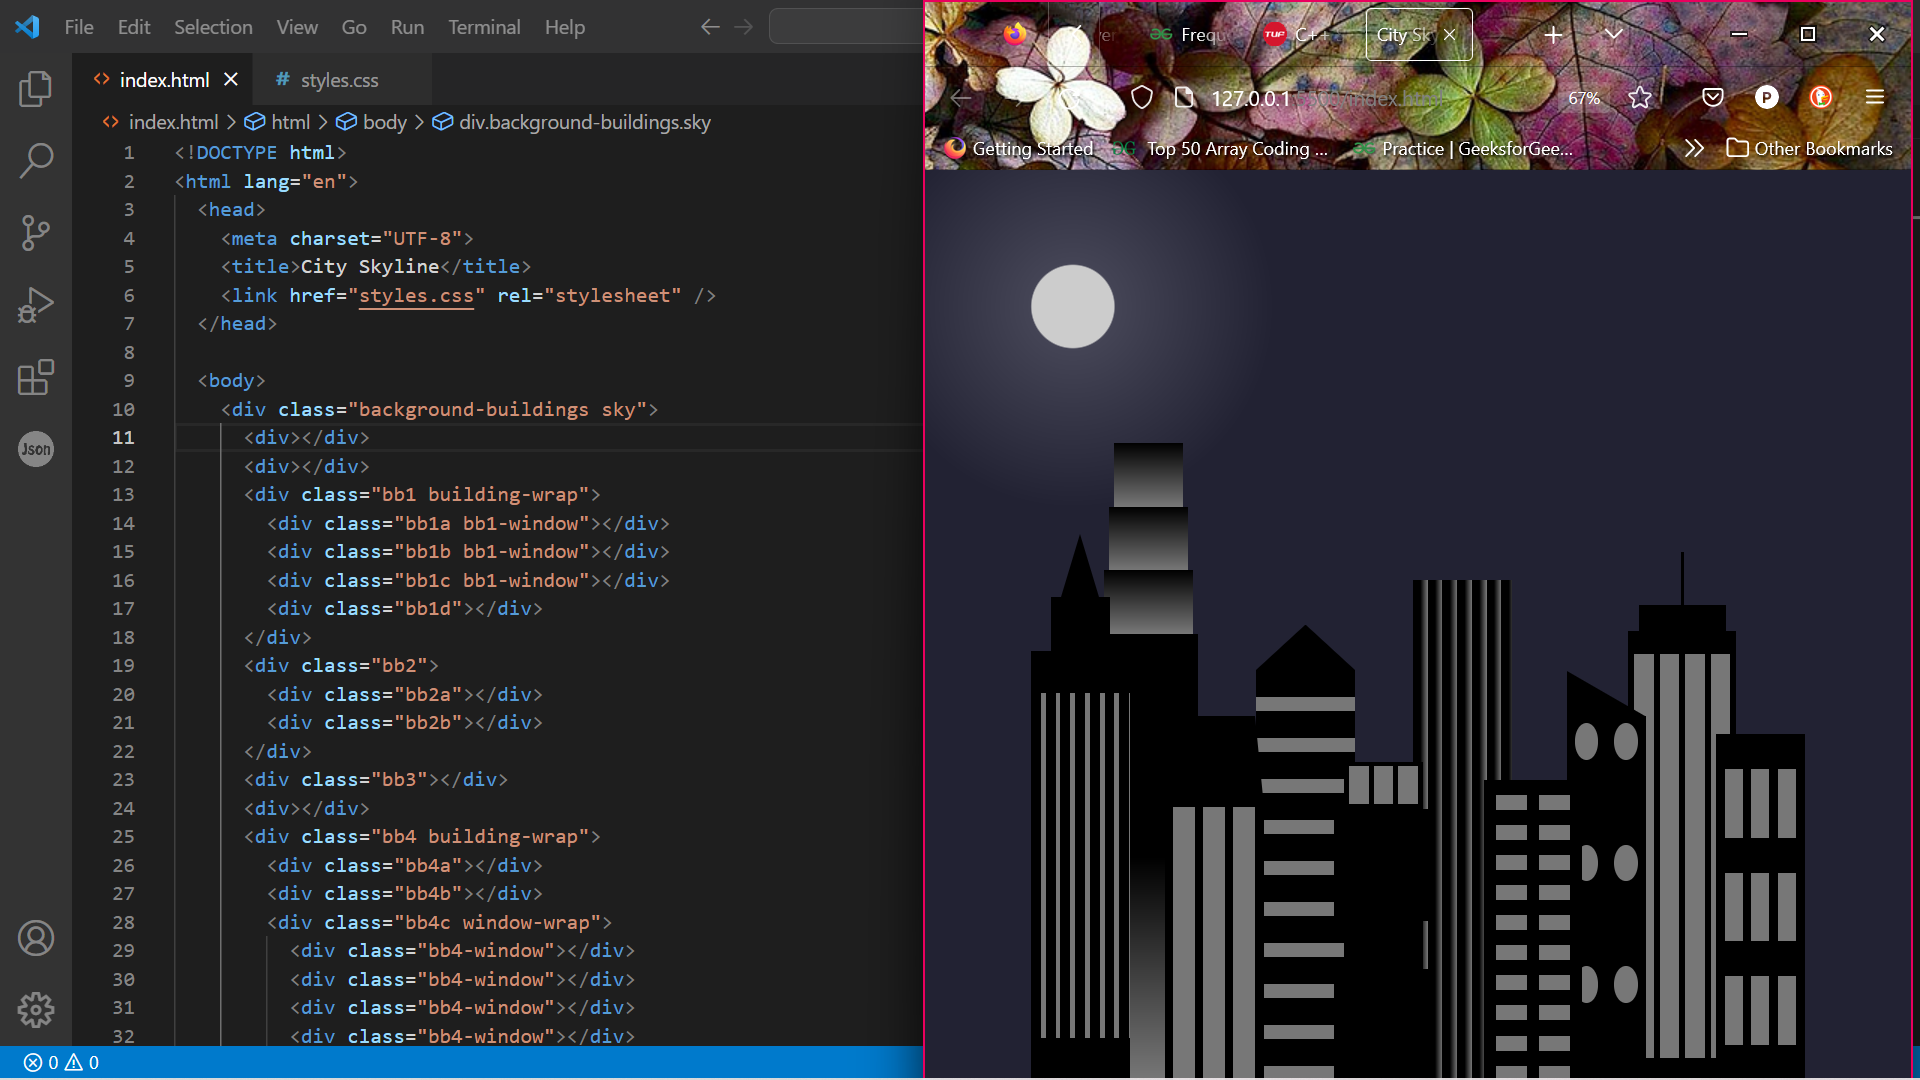 File Edit Selection View Go Run Terminal Help
index.html styles.css
index.html > html > body > div.background-buildings.sky
1 <!DOCTYPE html>
2 <html lang="en">
3 <head>
4 <meta charset="UTF-8">
5 <title>City Skyline</title>
6 <link href="styles.css" rel="stylesheet" />
7 </head>
8
9 <body>
10 <div class="background-buildings sky">
11 <div></div>
12 <div></div>
13 <div class="bb1 building-wrap">
14 <div class="bb1a bb1-window"></div>
15 <div class="bb1b bb1-window"></div>
16 <div class="bb1c bb1-window"></div>
17 <div class="bb1d"></div>
18 </div>
19 <div class="bb2">
20 <div class="bb2a"></div>
21 <div class="bb2b"></div>
22 </div>
23 <div class="bb3"></div>
24 <div></div>
25 <div class="bb4 building-wrap">
26 <div class="bb4a"></div>
27 <div class="bb4b"></div>
28 <div class="bb4c window-wrap">
29 <div class="bb4-window"></div>
30 <div class="bb4-window"></div>
31 <div class="bb4-window"></div>
32 <div class="bb4-window"></div>
Json
0 0
Frequ TUP C++ City Sk
127.0.0.1 index.html 67% P
Getting Started Top 50 Array Coding ... Practice | GeeksforGee... Other Bookmarks